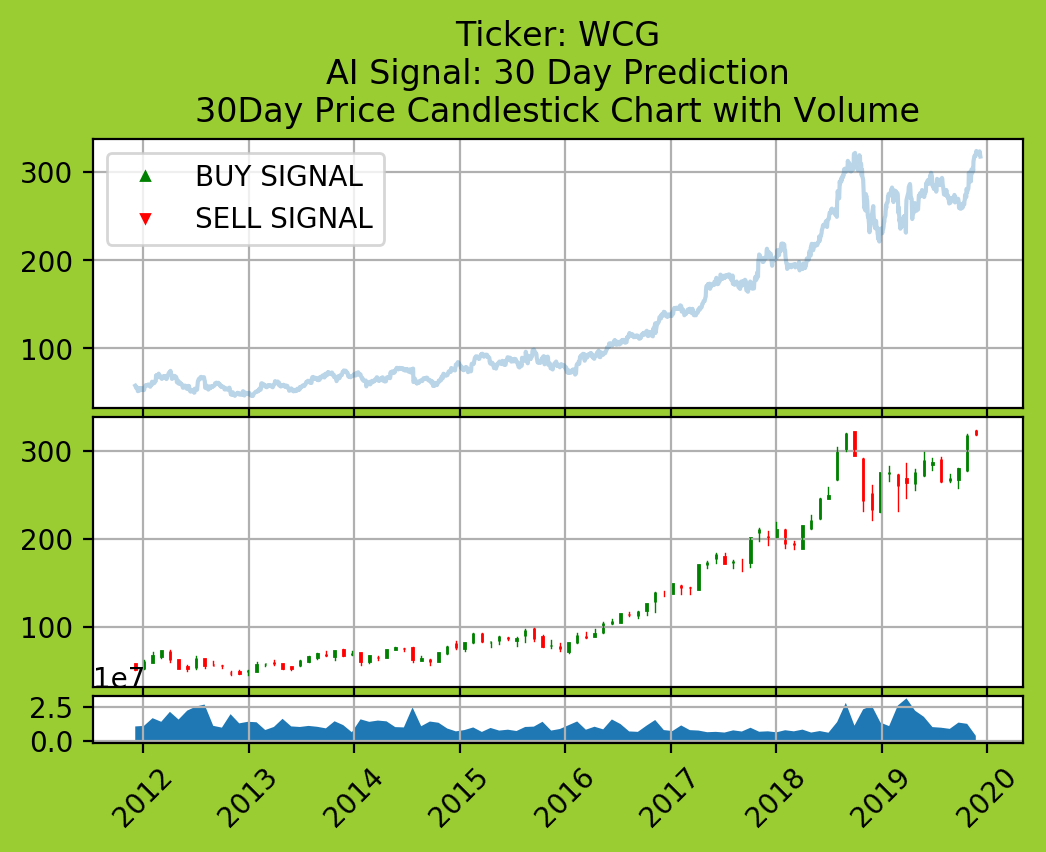 Ticker: WCG
AI Signal: 30 Day Prediction
30Day Price Candlestick Chart with Volume
BUY SIGNAL
SELL SIGNAL
300
200
100
300
200
100
1e7
2.5
0.0
2012
2013
2014
2015
2016
2017
2018
2019
2020